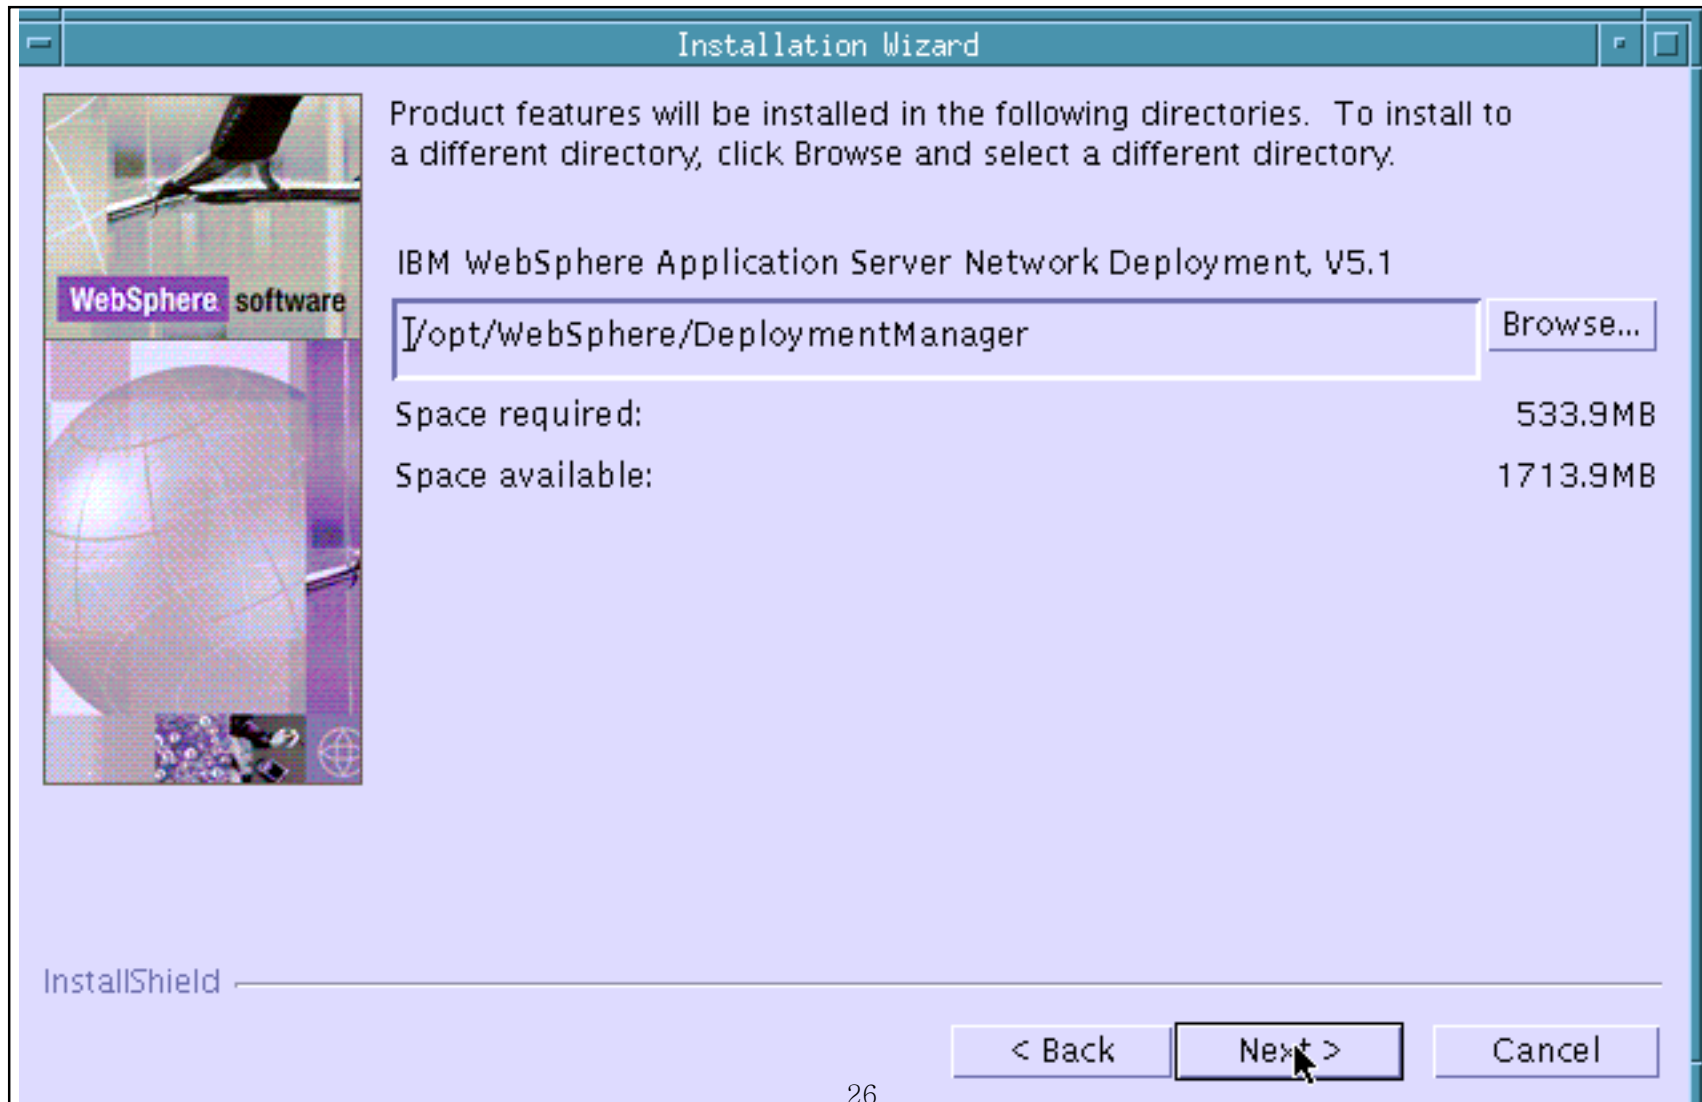 Installation Wizard
Product features will be installed in the following directories. To install to
a different directory, click Browse and select a different directory.
IBM WebSphere Application Server Network Deployment, V5.1
WebSphere software
/opt/WebSphere/DeploymentManager
Browse...
Space required: 533.9MB
Space available: 1713.9MB
InstallShield
< Back Next > Cancel
26